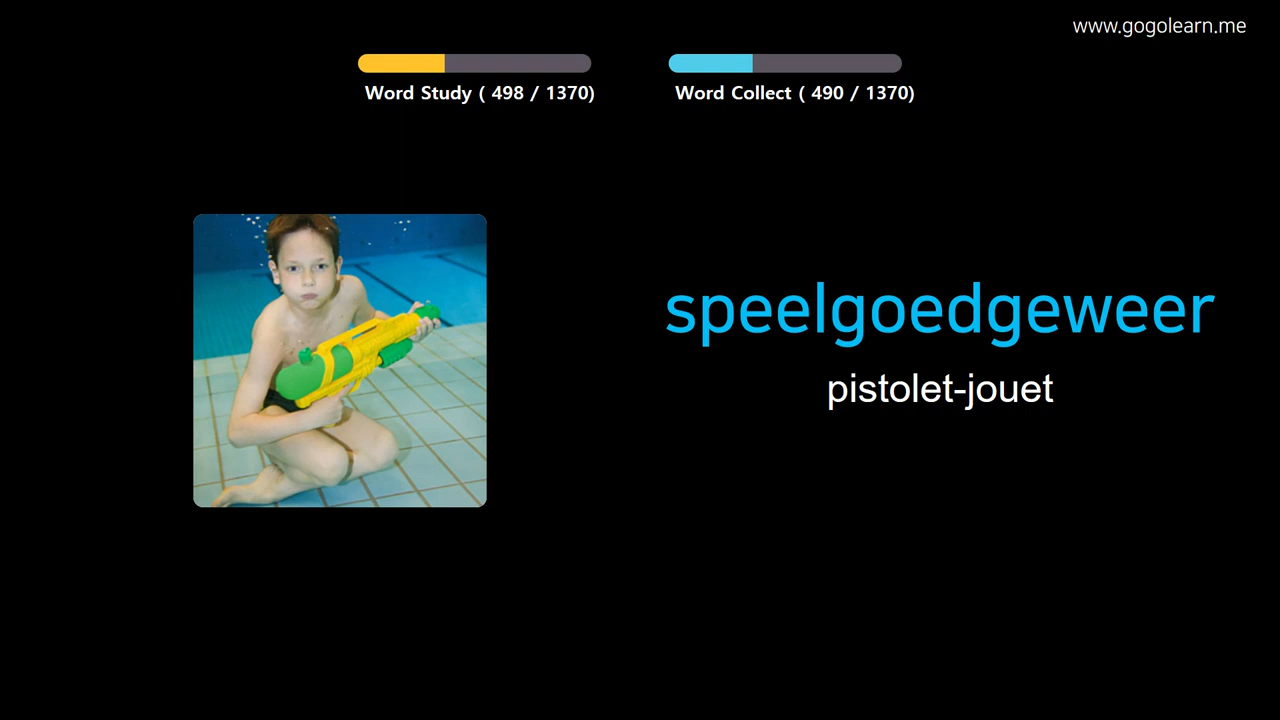 www.gogolearn.me
Word Study ( 498 / 1370)
Word Collect ( 490 / 1370)
speelgoedgeweer
pistolet-jouet